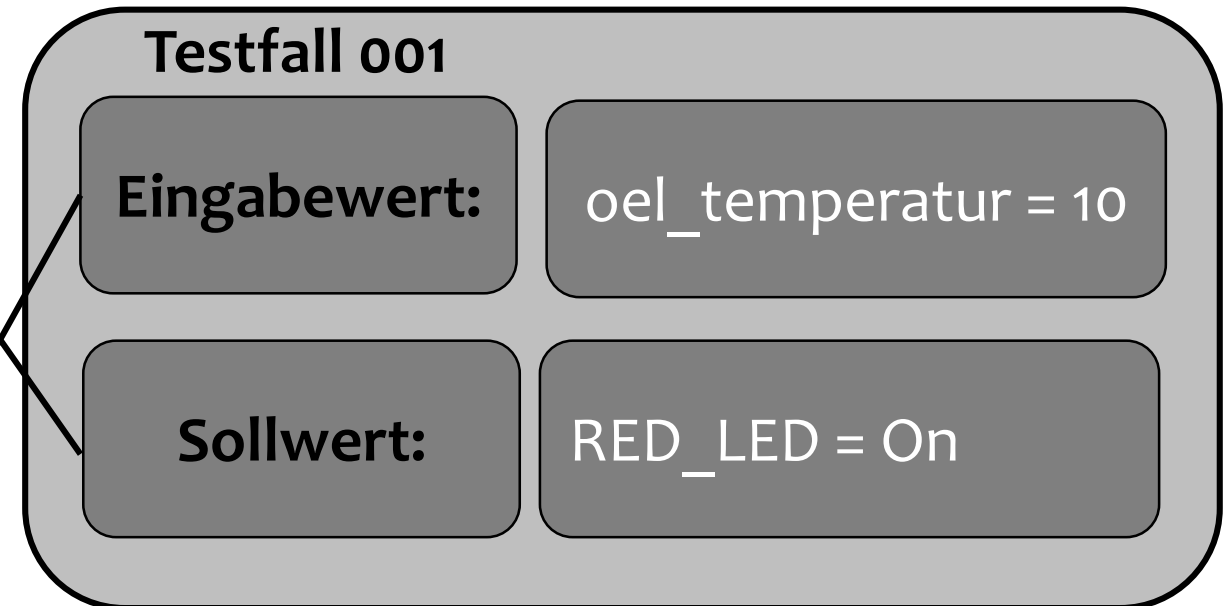 Testfall 001
Eingabewert:
oel_temperatur = 10
Sollwert:
RED_LED = On